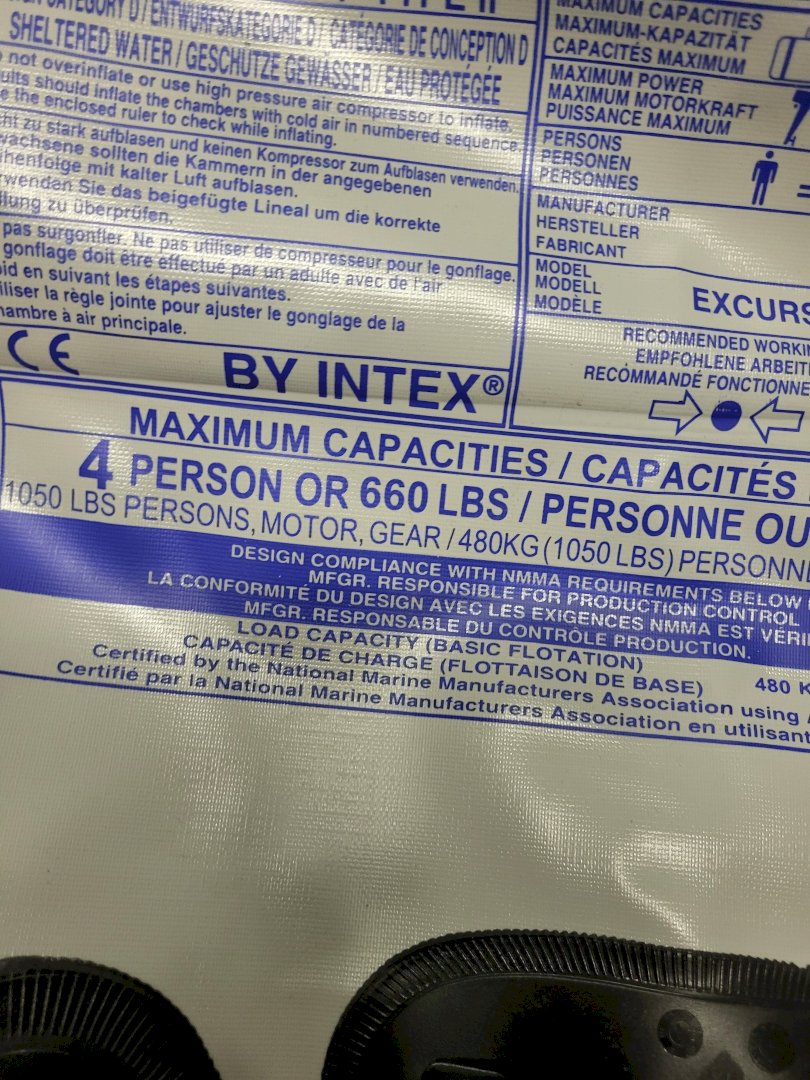 CATEGORY D / ENTWURFSKATEGORIE D / CATÉGORIE DE CONCEPTION D
SHELTERED WATER / GESCHÜTZE GEWASSER / EAU PROTÉGÉE
not overinflate or use high pressure air compressor to inflate.
ults should inflate the chambers with cold air in numbered sequence.
e the enclosed ruler to check while inflating.
ht zu stark aufblasen und keinen Kompressor zum Aufblasen verwenden.
wachsene sollten die Kammern in der angegebenen
ihenfolge mit kalter Luft aufblasen.
rwenden Sie das beigefügte Lineal um die korrekte
llung zu überprüfen.
pas surgonfler. Ne pas utiliser de compresseur pour le gonflage.
gonflage doit être effectué par un adulte avec de l'air
oid en suivant les étapes suivantes.
iliser la règle jointe pour ajuster le gonglage de la
hambre à air principale.
CE
BY INTEX®
MAXIMUM CAPACITIES
MAXIMUM-KAPAZITÄT
CAPACITÉS MAXIMUM
MAXIMUM POWER
MAXIMUM MOTORKRAFT
PUISSANCE MAXIMUM
PERSONS
PERSONEN
PERSONNES
MANUFACTURER
HERSTELLER
FABRICANT
MODEL
MODELL
MODÈLE
EXCURS
RECOMMENDED WORKIN
EMPFOHLENE ARBEIT
RECOMMANDÉ FONCTIONNE
MAXIMUM CAPACITIES / CAPACITÉS
4 PERSON OR 660 LBS / PERSONNE OU
1050 LBS PERSONS, MOTOR, GEAR / 480KG (1050 LBS) PERSONN
DESIGN COMPLIANCE WITH NMMA REQUIREMENTS BELOW
MFGR. RESPONSIBLE FOR PRODUCTION CONTROL
LA CONFORMITÉ DU DESIGN AVEC LES EXIGENCES NMMA EST VÉRI
MFGR. RESPONSABLE DU CONTRÔLE PRODUCTION.
LOAD CAPACITY (BASIC FLOTATION)
CAPACITÉ DE CHARGE (FLOTTAISON DE BASE) 480 K
Certified by the National Marine Manufacturers Association using
Certifié par la National Marine Manufacturers Association en utilisant